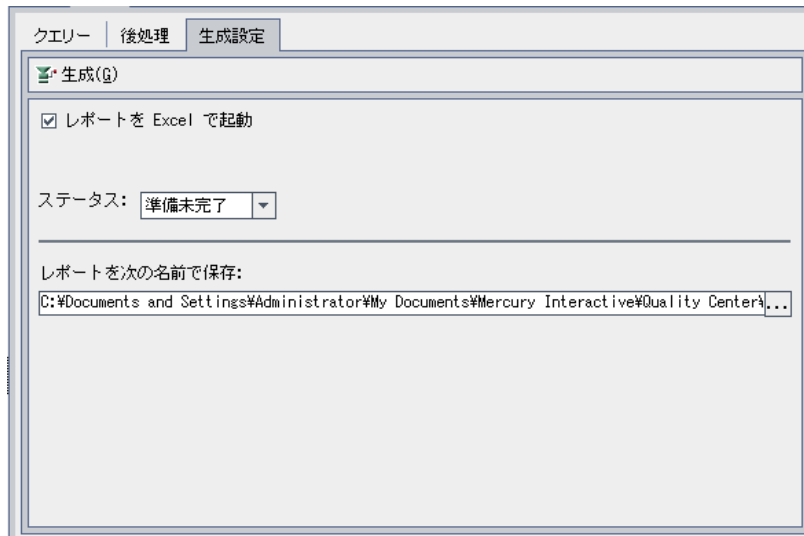 クエリー 後処理 生成設定
生成(G)
レポートを Excel で起動
ステータス: 準備未完了
レポートを次の名前で保存:
C:¥Documents and Settings¥Administrator¥My Documents¥Mercury Interactive¥Quality Center¥ ...